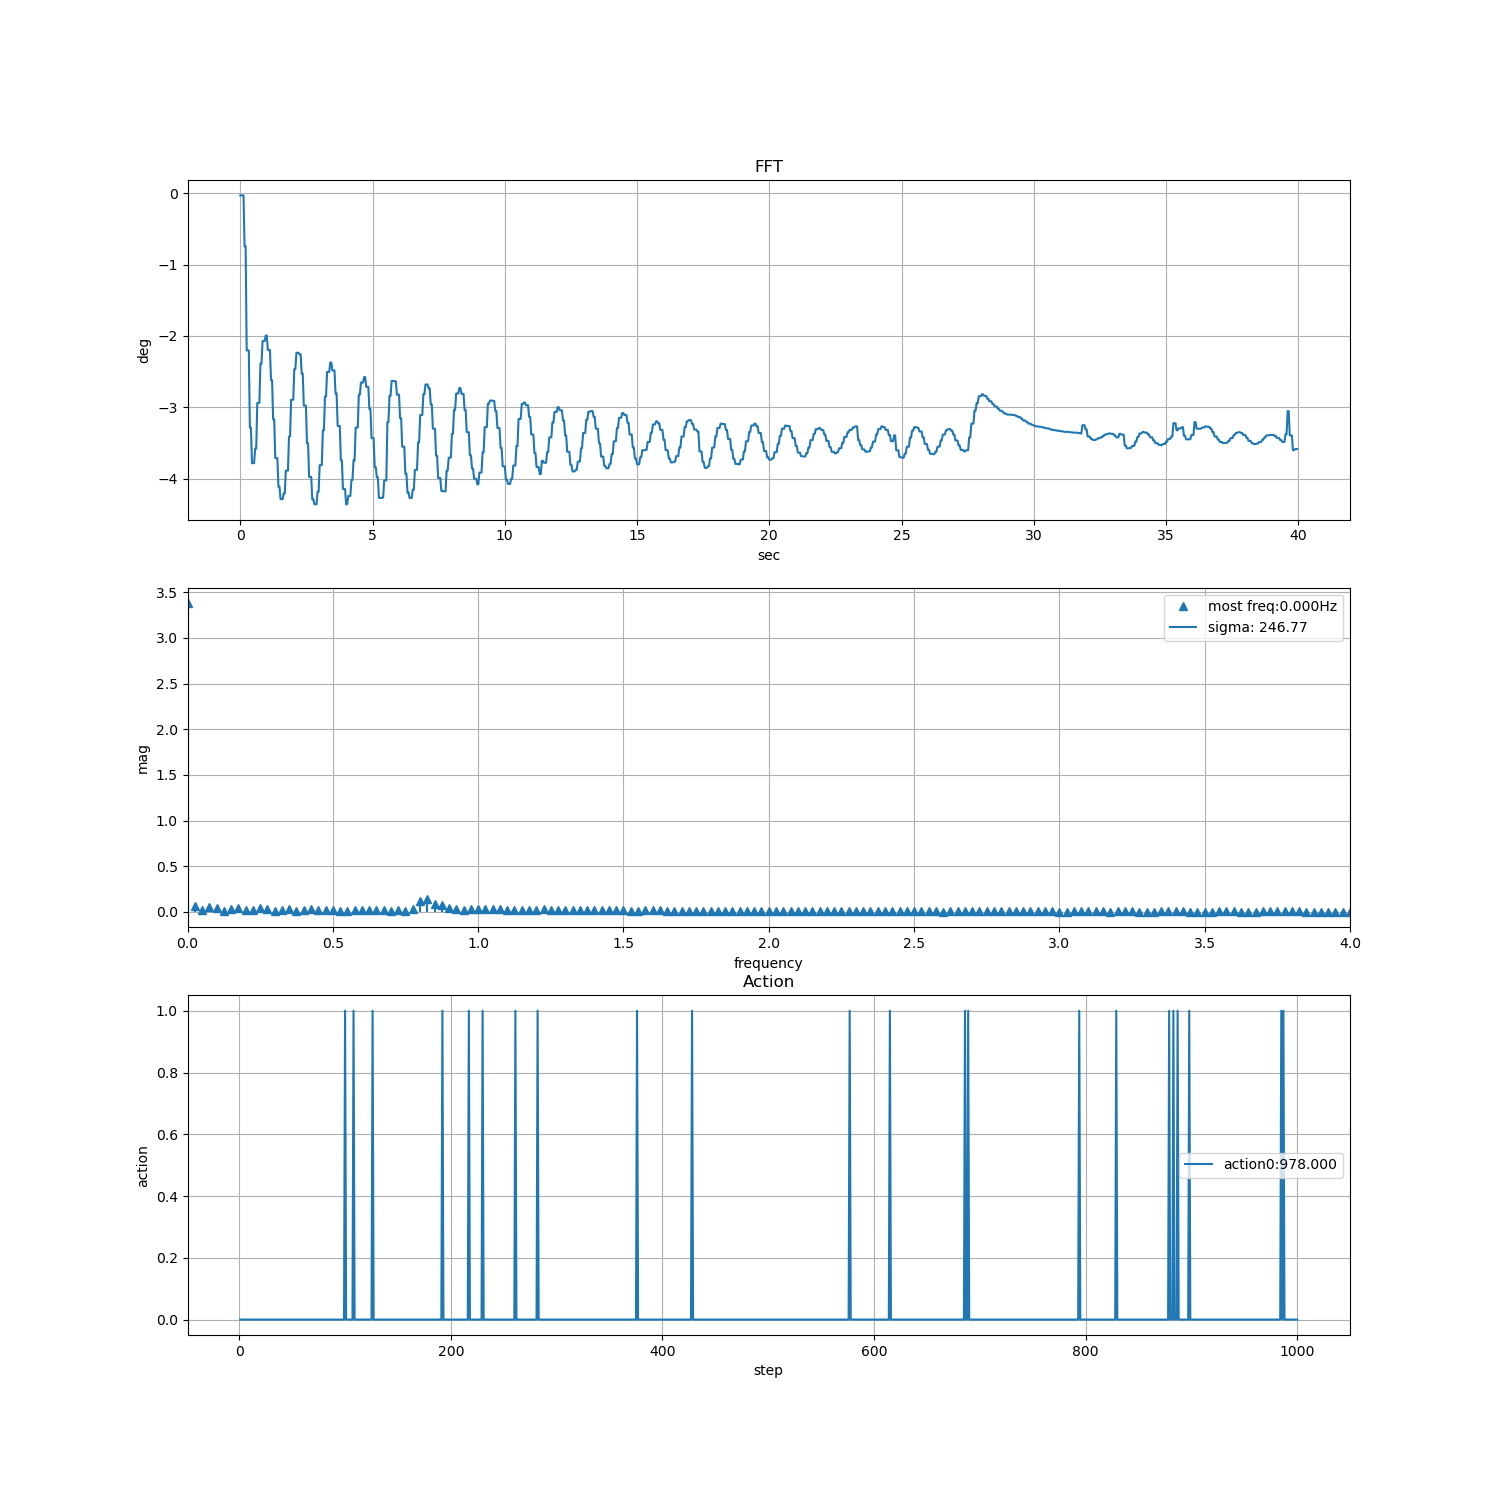 FFT
0
−1
−2
−3
−4
deg
0 5 10 15 20 25 30 35 40
sec
3.5
3.0
2.5
2.0
1.5
1.0
0.5
0.0
mag
most freq:0.000Hz
sigma: 246.77
0.0 0.5 1.0 1.5 2.0 2.5 3.0 3.5 4.0
frequency
Action
1.0
0.8
0.6
0.4
0.2
0.0
action
action0:978.000
0 200 400 600 800 1000
step